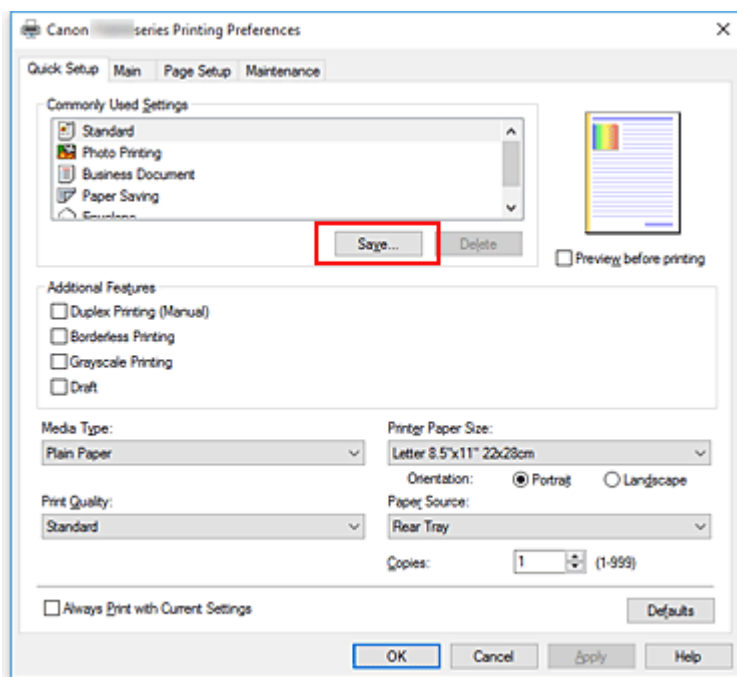 Canon series Printing Preferences
Quick Setup Main Page Setup Maintenance
Commonly Used Settings
Standard
Photo Printing
Business Document
Paper Saving
Envelope
Save... Delete
Preview before printing
Additional Features
Duplex Printing (Manual)
Borderless Printing
Grayscale Printing
Draft
Media Type: Printer Paper Size:
Plain Paper Letter 8.5"x11" 22x28cm
Orientation: Portrait Landscape
Print Quality: Paper Source:
Standard Rear Tray
Copies: 1 (1-999)
Always Print with Current Settings Defaults
OK Cancel Apply Help